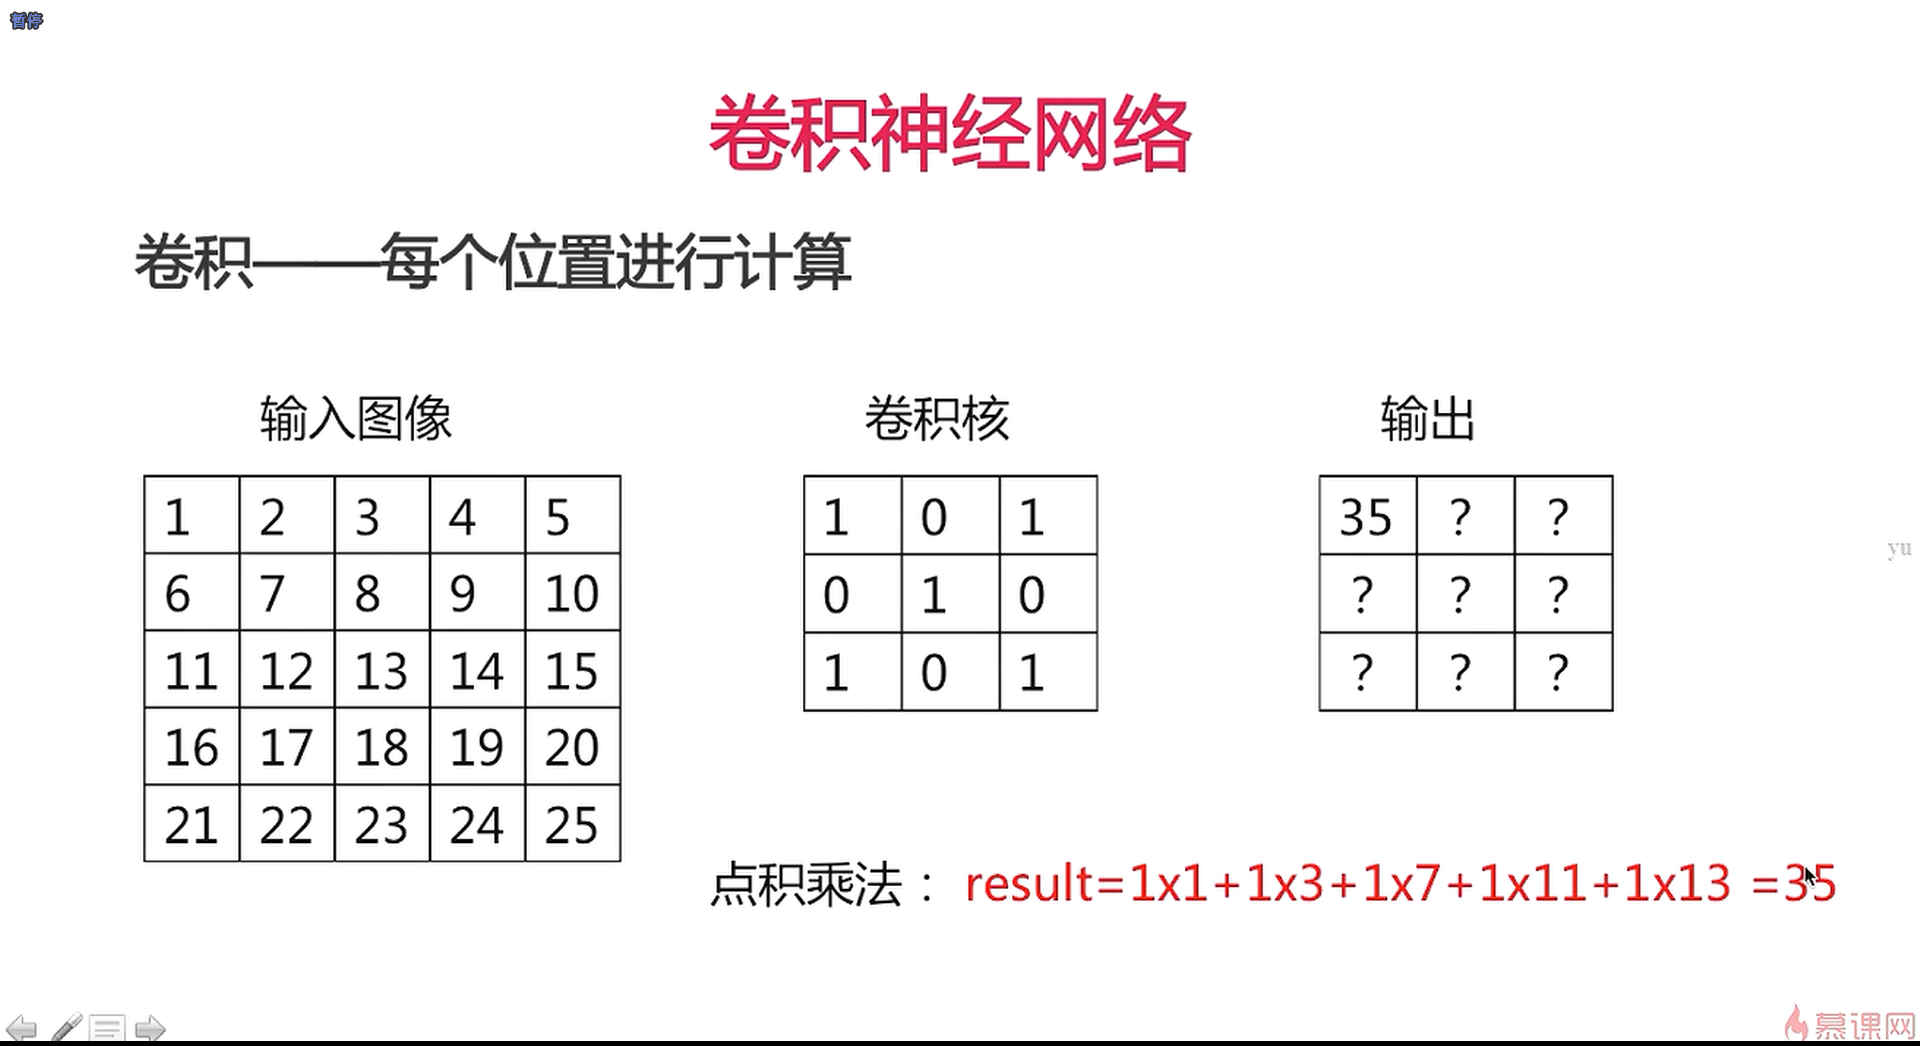 暂停
卷积神经网络
卷积——每个位置进行计算
输入图像 卷积核 输出
1 2 3 4 5
6 7 8 9 10
11 12 13 14 15
16 17 18 19 20
21 22 23 24 25
1 0 1
0 1 0
1 0 1
35 ? ?
? ? ?
? ? ?
yu
点积乘法：result=1x1+1x3+1x7+1x11+1x13 =35
慕课网